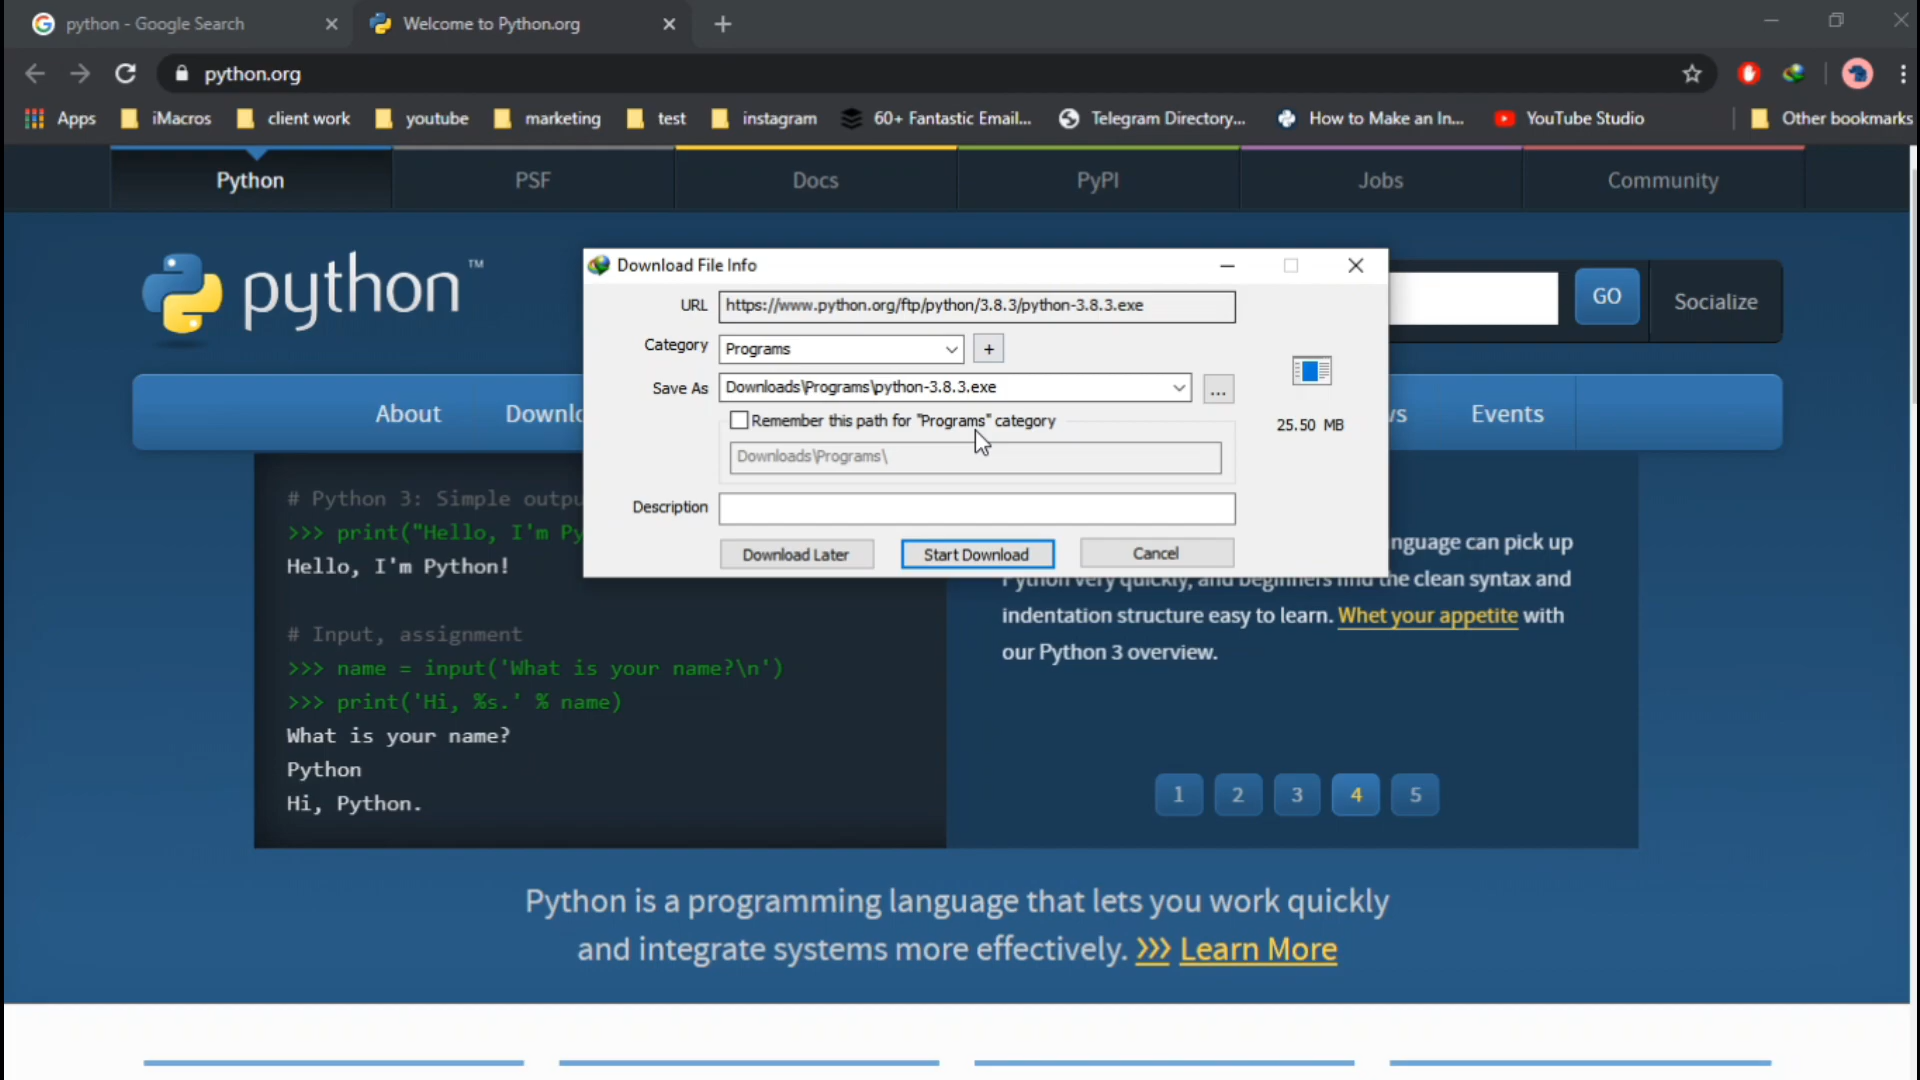 python - Google Search
Welcome to Python.org
python.org
Apps
iMacros
client work
youtube
marketing
test
instagram
60+ Fantastic Email...
Telegram Directory...
How to Make an In...
YouTube Studio
Other bookmarks
Python
PSF
Docs
PyPI
Jobs
Community
python™
GO
Socialize
About
Downlo
Events
Download File Info
URL
https://www.python.org/ftp/python/3.8.3/python-3.8.3.exe
Category
Programs
+
Save As
Downloads\Programs\python-3.8.3.exe
...
Remember this path for "Programs" category
Downloads\Programs\
25.50 MB
Description
Download Later
Start Download
Cancel
# Python 3: Simple outpu
>>> print("Hello, I'm Py
Hello, I'm Python!
# Input, assignment
>>> name = input('What is your name?\n')
>>> print('Hi, %s.' % name)
What is your name?
Python
Hi, Python.
nguage can pick up
Python very quickly, and beginners find the clean syntax and
indentation structure easy to learn. Whet your appetite with
our Python 3 overview.
1
2
3
4
5
Python is a programming language that lets you work quickly
and integrate systems more effectively. >>> Learn More